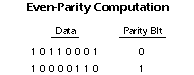 Even-Parity Computation
Data Parity Bit
1 0 1 1 0 0 0 1 0
1 0 0 0 0 1 1 0 1